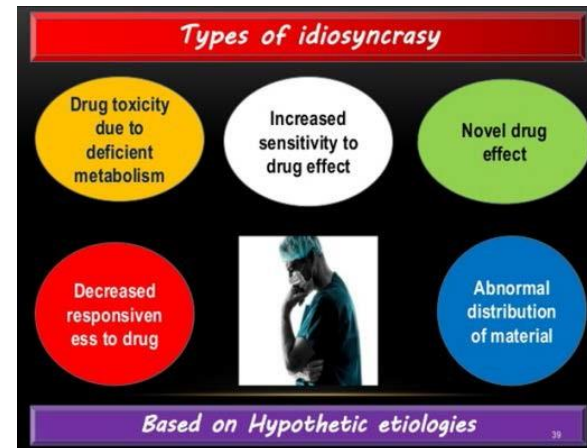 Types of idiosyncrasy
Drug toxicity
due to
deficient
metabolism
Increased
sensitivity to
drug effect
Novel drug
effect
Decreased
responsiven
ess to drug
Abnormal
distribution
of material
Based on Hypothetic etiologies
39